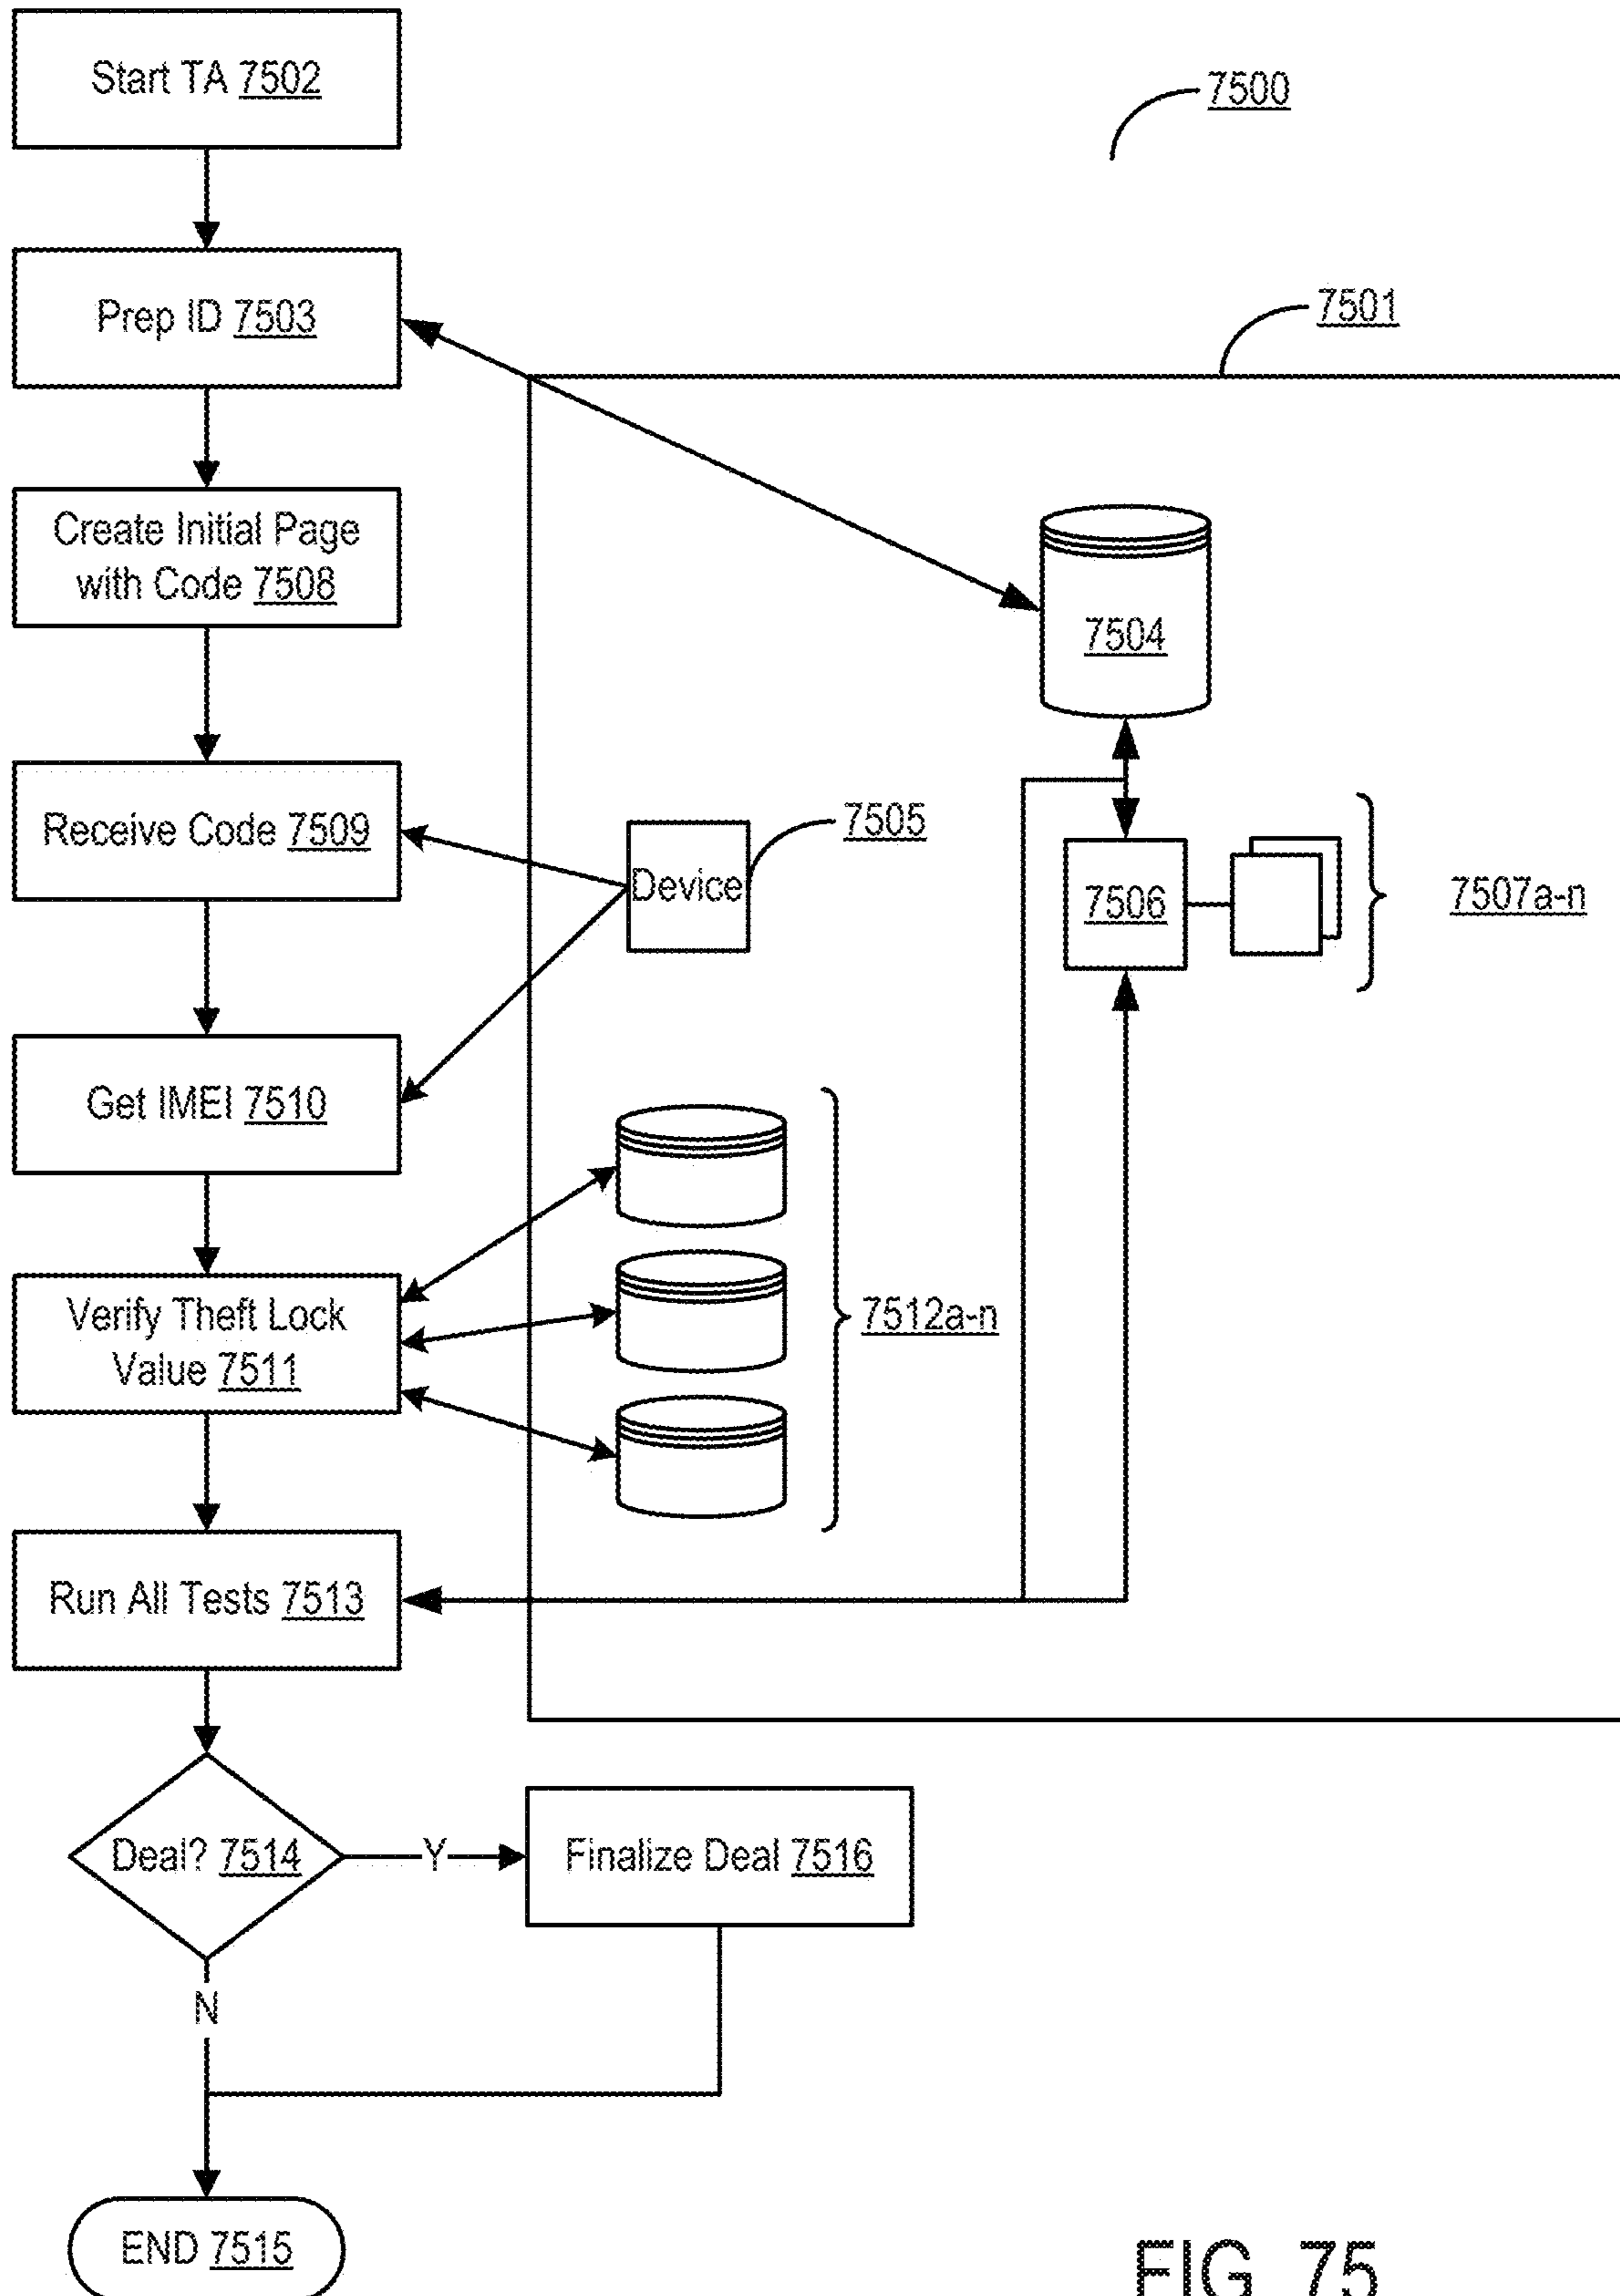 Start TA 7502
7500
Prep ID 7503
7501
Create Initial Page
with Code 7508
7504
Receive Code 7509
Device
7505
7506
7507a-n
Get IMEI 7510
Verify Theft Lock
Value 7511
7512a-n
Run All Tests 7513
Deal? 7514
Y
Finalize Deal 7516
N
END 7515
FIG. 75